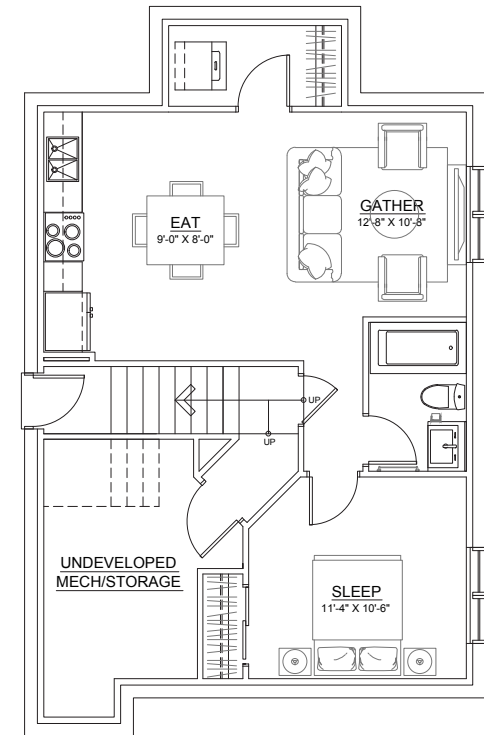 EAT
9'-0" X 8'-0"
GATHER
12'-8" X 10'-8"
UP
UP
UNDEVELOPED
MECH/STORAGE
SLEEP
11'-4" X 10'-6"